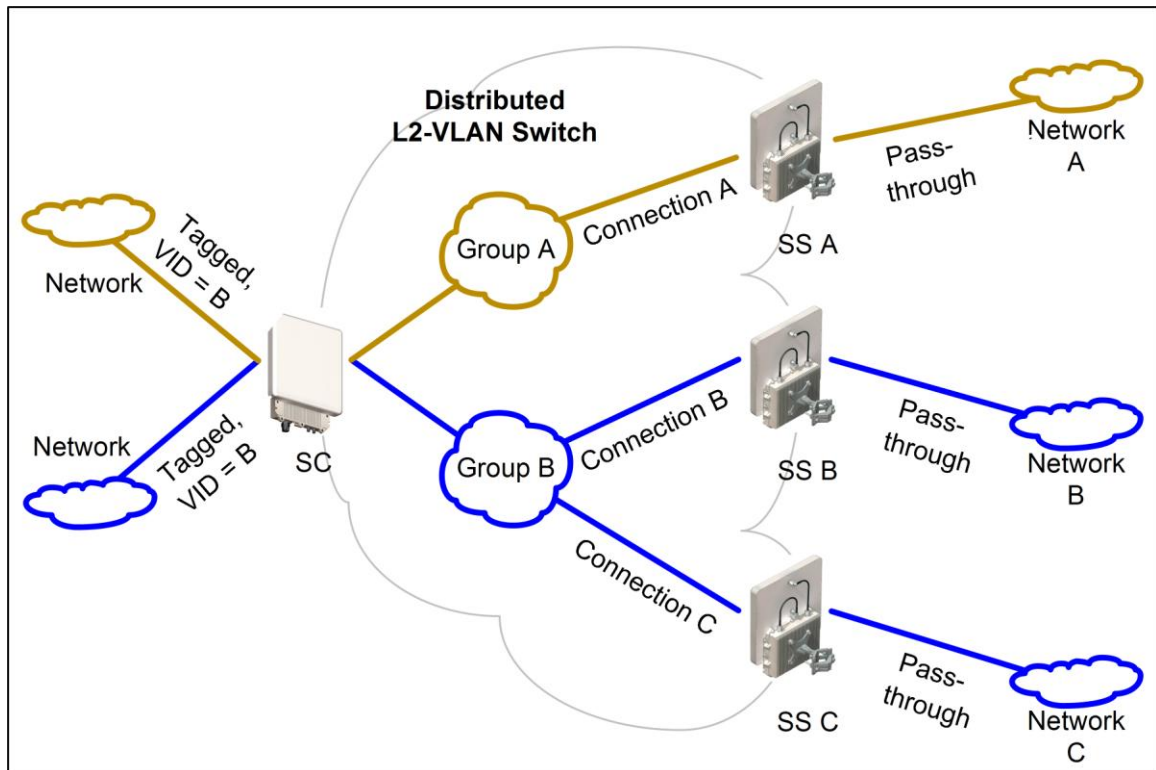 Distributed
L2-VLAN Switch
Tagged,
VID = B
Network
Network
Tagged,
VID = B
SC
Group A
Group B
Connection A
Connection B
Connection C
SS A
SS B
SS C
Pass-
through
Network
A
Pass-
through
Network
B
Pass-
through
Network
C